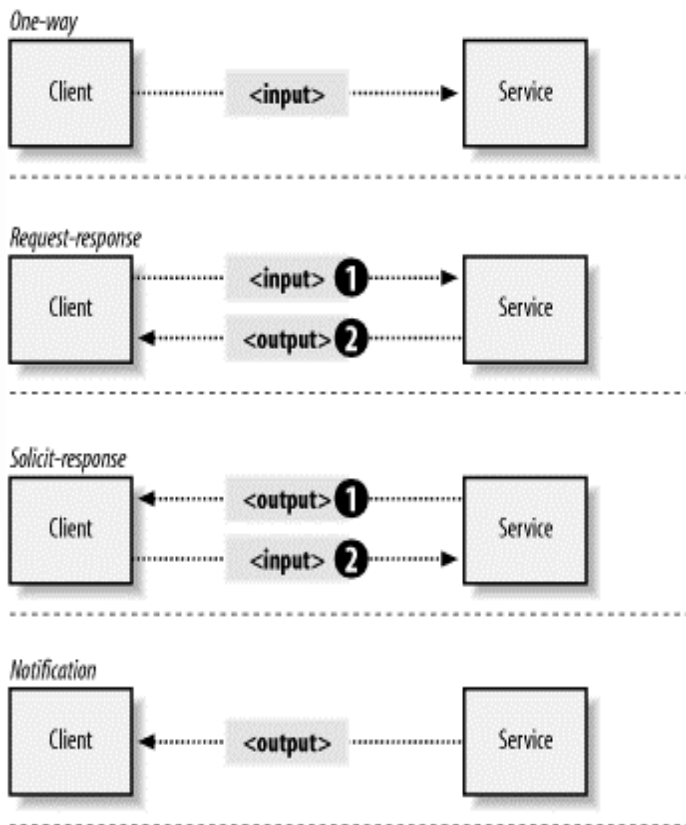 One-way
Client <input> Service
Request-response
<input> 1
Client Service
<output> 2
Solicit-response
<output> 1
Client Service
<input> 2
Notification
Client <output> Service